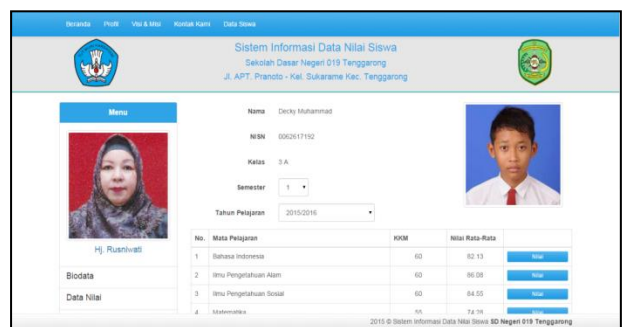 Beranda Profil Visi & Misi Kontak Kami Data Siswa
Sistem Informasi Data Nilai Siswa
Sekolah Dasar Negeri 019 Tenggarong
Jl. APT. Pranoto - Kel. Sukarame Kec. Tenggarong
Menu
Hj. Rusniwati
Biodata
Data Nilai
Nama Decky Muhammad
NISN 0062617192
Kelas 3 A
Semester 1
Tahun Pelajaran 2015/2016
No. Mata Pelajaran KKM Nilai Rata-Rata
1 Bahasa Indonesia 60 82.13 Nilai
2 Ilmu Pengetahuan Alam 60 86.08 Nilai
3 Ilmu Pengetahuan Sosial 60 84.55 Nilai
4 Matematika 55 74.28
2015 © Sistem Informasi Data Nilai Siswa SD Negeri 019 Tenggarong